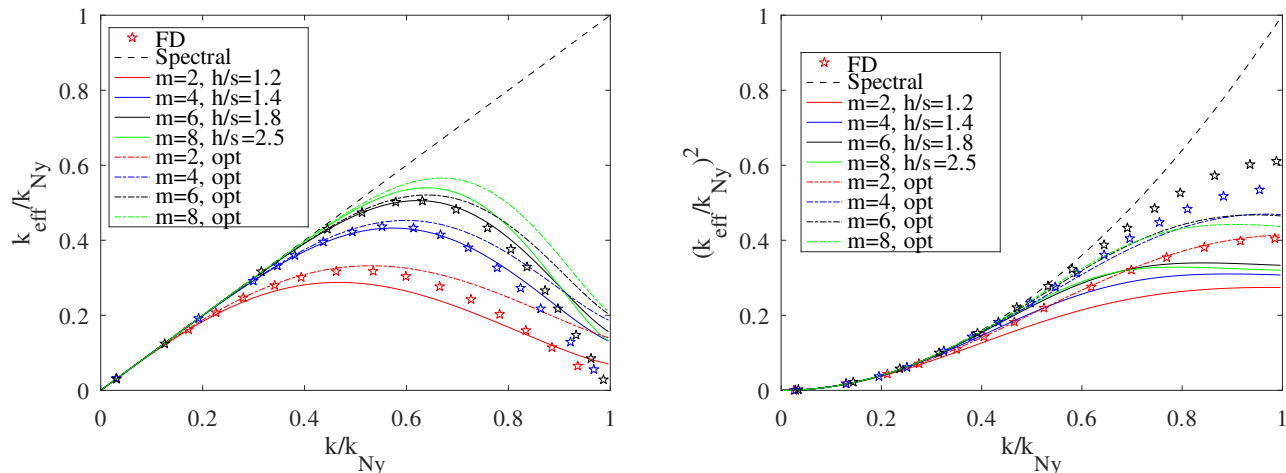 1
0.8
0.6
0.4
0.2
0
k_eff/k_Ny
FD
Spectral
m=2, h/s=1.2
m=4, h/s=1.4
m=6, h/s=1.8
m=8, h/s=2.5
m=2, opt
m=4, opt
m=6, opt
m=8, opt
0 0.2 0.4 0.6 0.8 1
k/k_Ny
1
0.8
0.6
0.4
0.2
0
(k_eff/k_Ny)^2
FD
Spectral
m=2, h/s=1.2
m=4, h/s=1.4
m=6, h/s=1.8
m=8, h/s=2.5
m=2, opt
m=4, opt
m=6, opt
m=8, opt
0 0.2 0.4 0.6 0.8 1
k/k_Ny